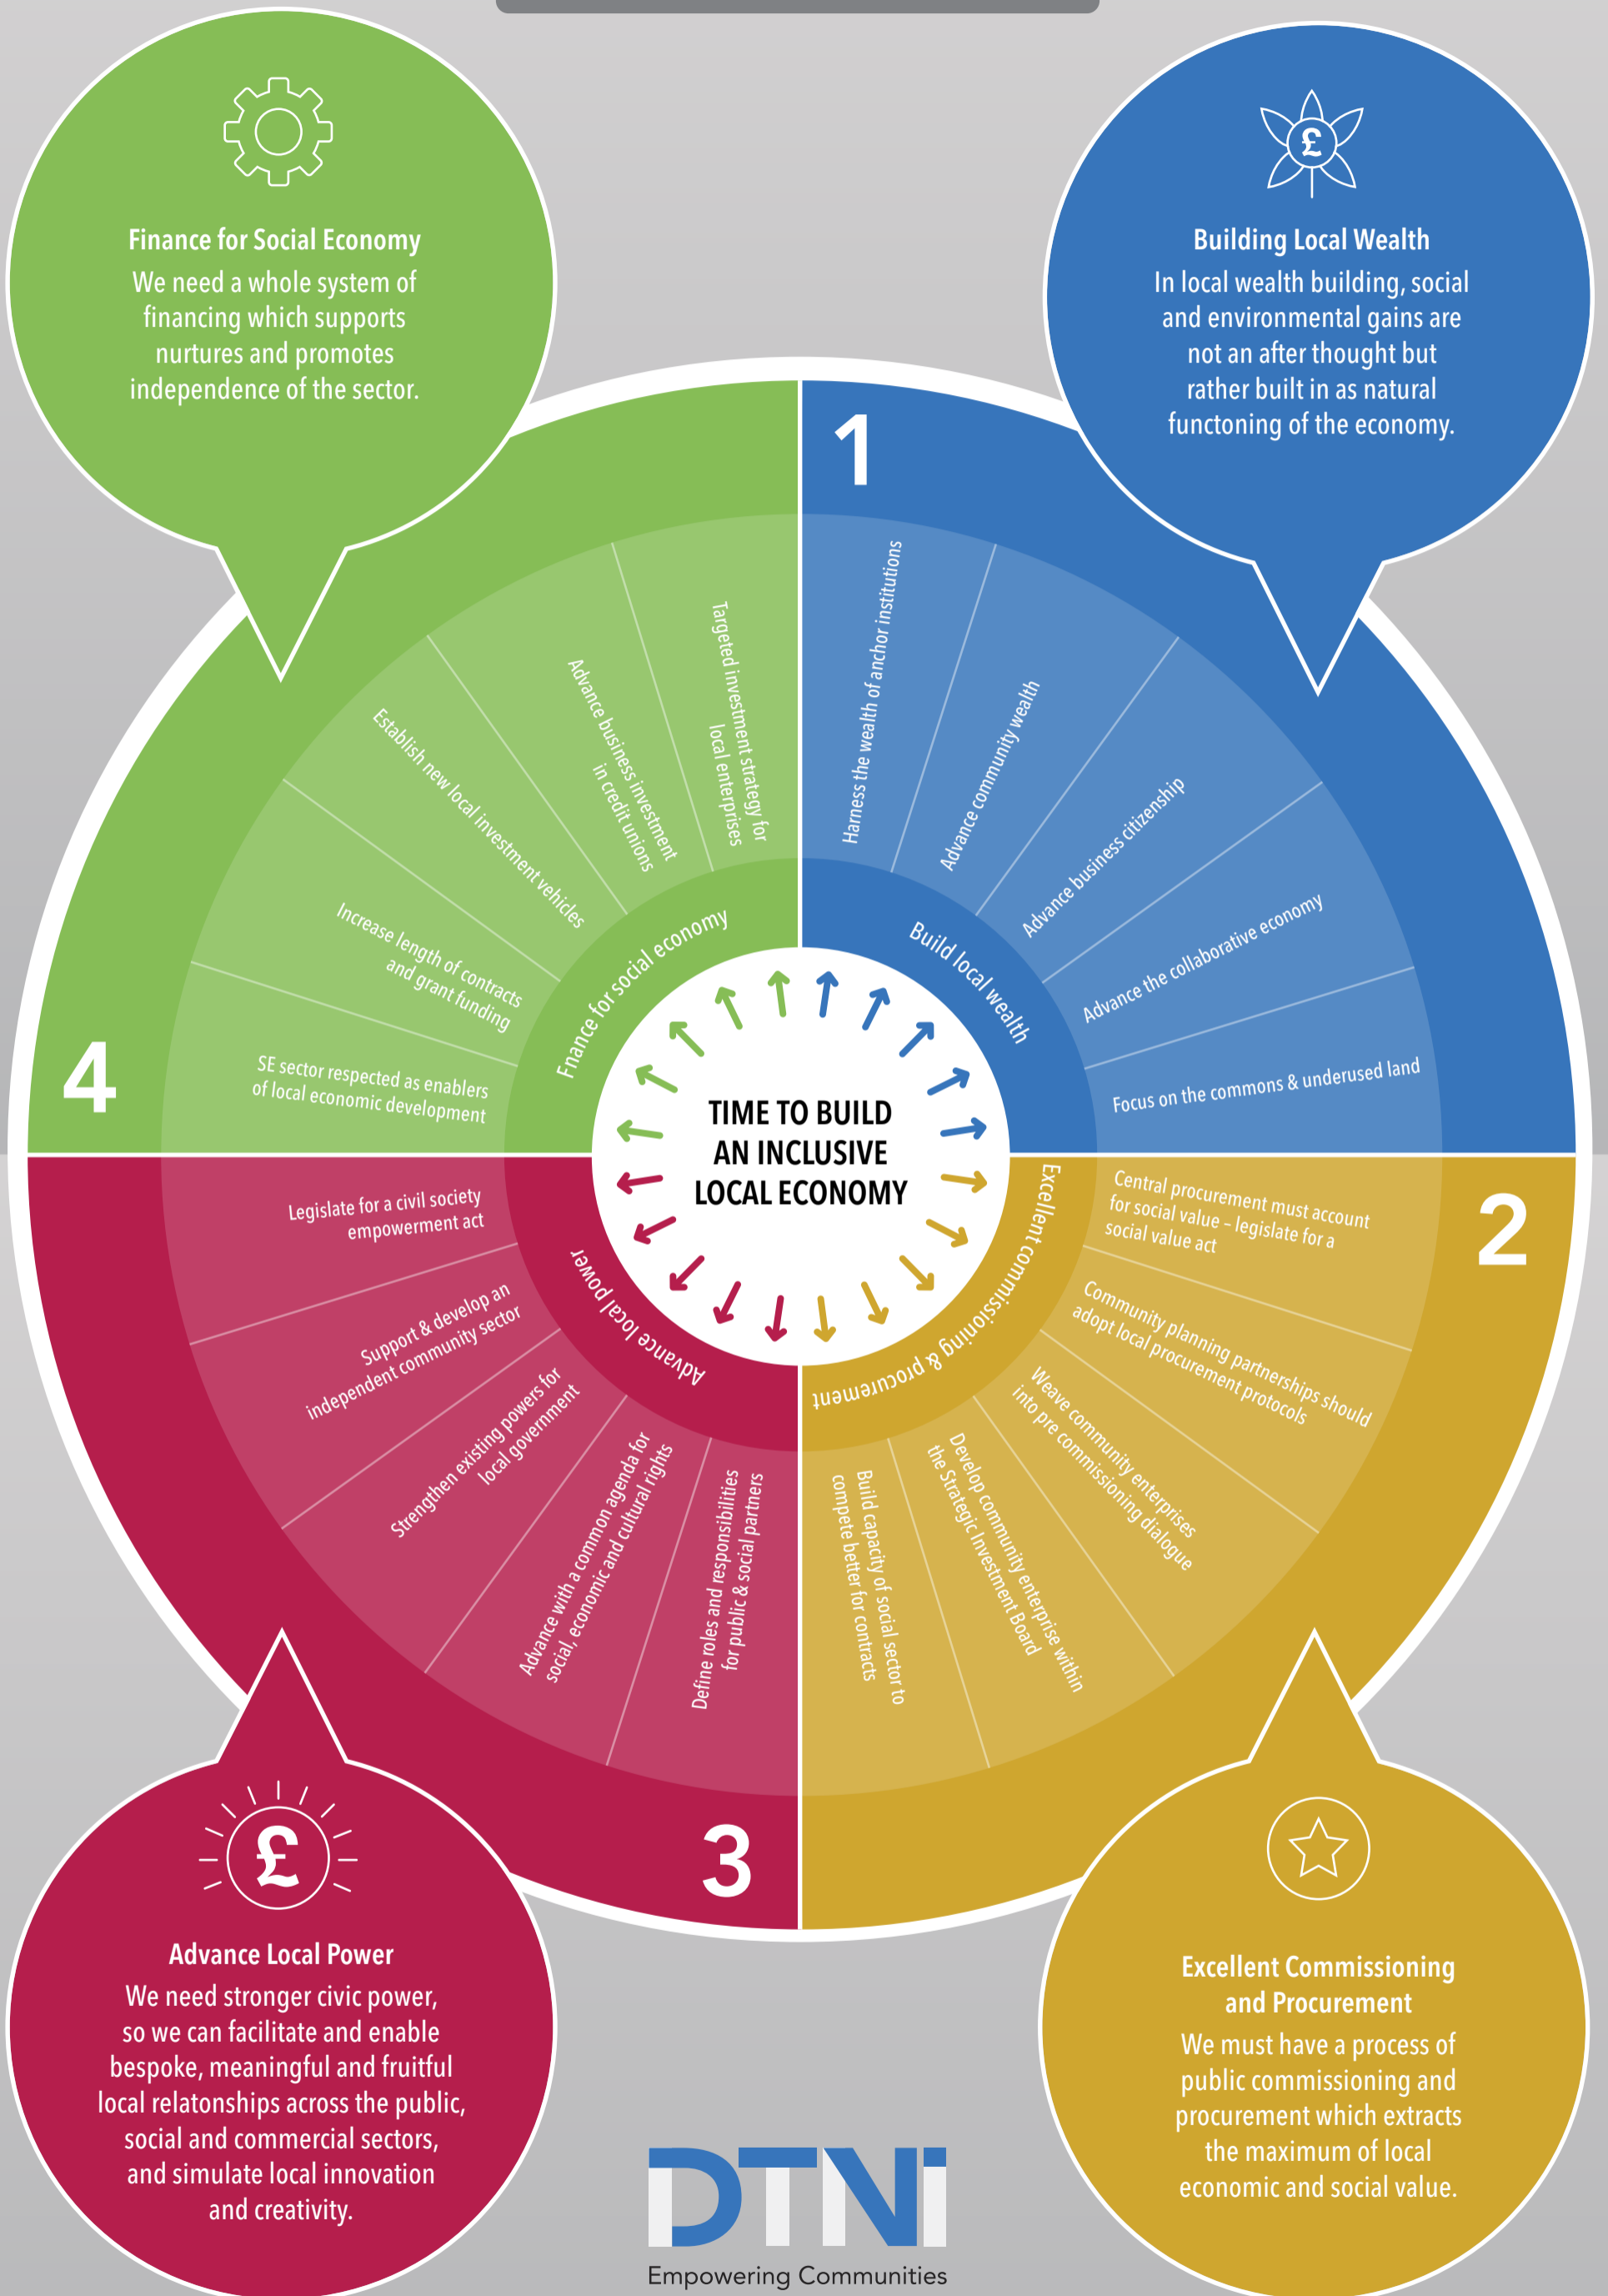 Finance for Social Economy
We need a whole system of
financing which supports
nurtures and promotes
independence of the sector.
£
Building Local Wealth
In local wealth building, social
and environmental gains are
not an after thought but
rather built in as natural
functoning of the economy.
1
Harness the wealth of anchor institutions
Advance community wealth
Advance business citizenship
Advance the collaborative economy
Focus on the commons & underused land
Build local wealth
2
Central procurement must account
for social value – legislate for a
social value act
Community planning partnerships should
adopt local procurement protocols
Weave community enterprises
into pre commissioning dialogue
Develop community enterprise within
the Strategic Investment Board
Build capacity of social sector to
compete better for contracts
Excellent commissioning & procurement
3
Define roles and responsibilities
for public & social partners
Advance with a common agenda for
social, economic and cultural rights
Strengthen existing powers for
local government
Support & develop an
independent community sector
Legislate for a civil society
empowerment act
Advance local power
4
SE sector respected as enablers
of local economic development
Increase length of contracts
and grant funding
Establish new local investment vehicles
Advance business investment
in credit unions
Targeted investment strategy for
local enterprises
Fnance for social economy
TIME TO BUILD
AN INCLUSIVE
LOCAL ECONOMY
£
Advance Local Power
We need stronger civic power,
so we can facilitate and enable
bespoke, meaningful and fruitful
local relatonships across the public,
social and commercial sectors,
and simulate local innovation
and creativity.
Excellent Commissioning
and Procurement
We must have a process of
public commissioning and
procurement which extracts
the maximum of local
economic and social value.
DTNi
Empowering Communities